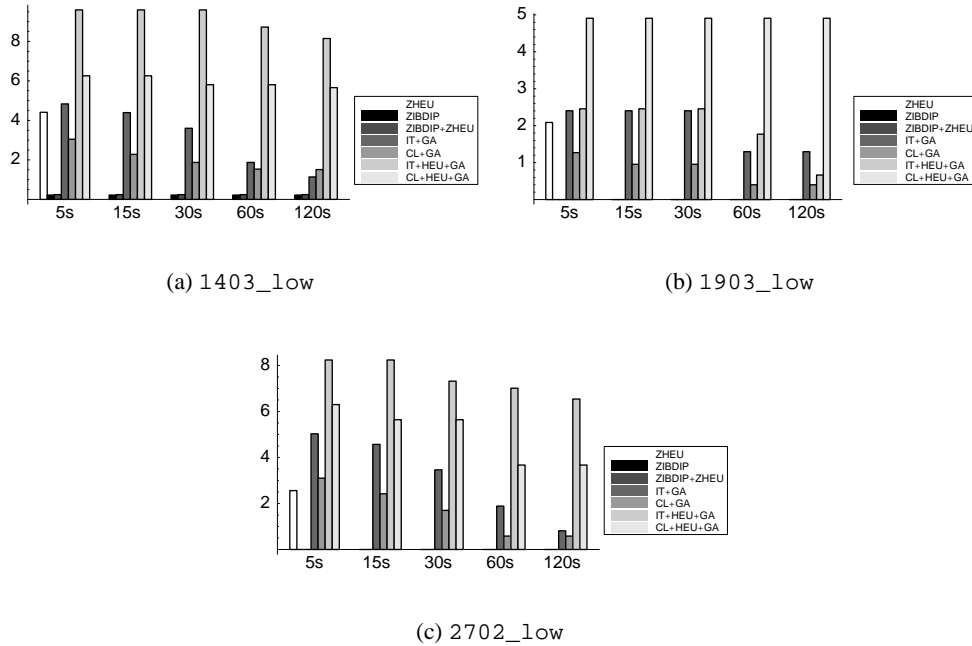 8
6
4
2
5s 15s 30s 60s 120s
ZHEU
ZIBDIP
ZIBDIP+ZHEU
IT+GA
CL+GA
IT+HEU+GA
CL+HEU+GA
(a) 1403_low
5
4
3
2
1
5s 15s 30s 60s 120s
ZHEU
ZIBDIP
ZIBDIP+ZHEU
IT+GA
CL+GA
IT+HEU+GA
CL+HEU+GA
(b) 1903_low
8
6
4
2
5s 15s 30s 60s 120s
ZHEU
ZIBDIP
ZIBDIP+ZHEU
IT+GA
CL+GA
IT+HEU+GA
CL+HEU+GA
(c) 2702_low